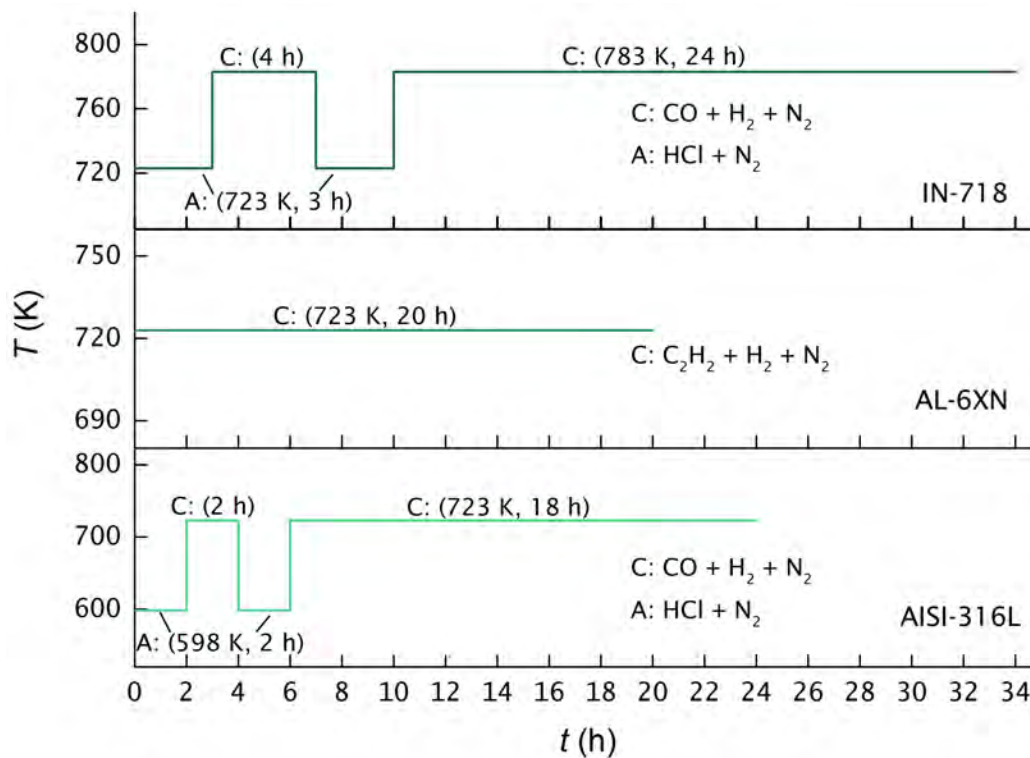 800
C: (4 h)
C: (783 K, 24 h)
760
C: CO + H₂ + N₂
720
A: HCl + N₂
A: (723 K, 3 h)
IN-718
750
C: (723 K, 20 h)
720
C: C₂H₂ + H₂ + N₂
690
AL-6XN
T (K)
800
C: (2 h)
C: (723 K, 18 h)
700
C: CO + H₂ + N₂
600
A: HCl + N₂
AISI-316L
A: (598 K, 2 h)
0 2 4 6 8 10 12 14 16 18 20 22 24 26 28 30 32 34
t (h)